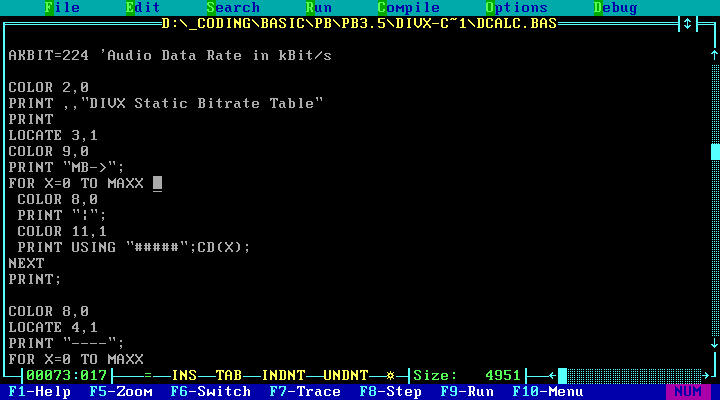 File Edit Search Run Compile Options Debug
D:\_CODING\BASIC\PB\PB3.5\DIVX-C~1\DCALC.BAS
AKBIT=224 'Audio Data Rate in kBit/s
COLOR 2,0
PRINT ,,"DIVX Static Bitrate Table"
PRINT
LOCATE 3,1
COLOR 9,0
PRINT "MB->";
FOR X=0 TO MAXX
COLOR 8,0
PRINT "¦";
COLOR 11,1
PRINT USING "#####";CD(X);
NEXT
PRINT;
COLOR 8,0
LOCATE 4,1
PRINT "----";
FOR X=0 TO MAXX
00073:017 = INS TAB INDNT UNDNT ☼ Size: 4951
F1-Help F5-Zoom F6-Switch F7-Trace F8-Step F9-Run F10-Menu NUM